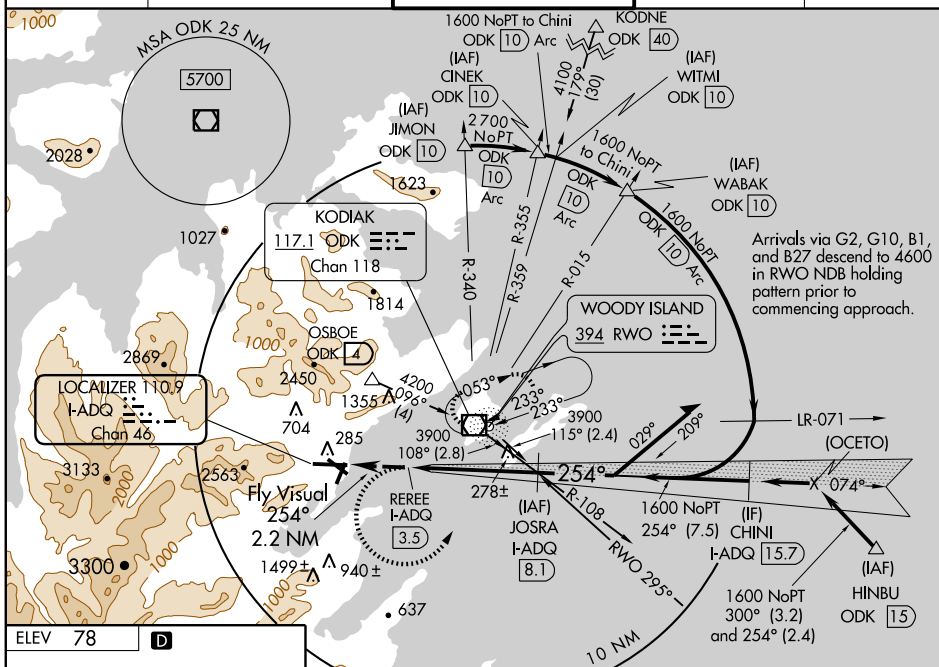 1000
MSA ODK 25 NM
5700
2028
1027
(IAF)
JIMON
ODK 10
1623
1600 NoPT to Chini
ODK 10 Arc
(IAF)
CINEK
ODK 10
2700
NoPT
ODK
10
Arc
KODNE
ODK 40
4100
179°
(30)
(IAF)
WITMI
ODK 10
1600 NoPT
to Chini
ODK
10
Arc
(IAF)
WABAK
ODK 10
1600 NoPT
ODK 10 Arc
Arrivals via G2, G10, B1,
and B27 descend to 4600
in RWO NDB holding
pattern prior to
commencing approach.
KODIAK
117.1 ODK
Chan 118
R-340
R-355
R-359
R-015
1814
WOODY ISLAND
394 RWO
OSBOE
ODK 4
1000
2869
2450
1355
4200
096°
(4)
053°
233°
233°
LOCALIZER 110.9
I-ADQ
Chan 46
704
285
3133
2000
2563
3900
108° (2.8)
3900
115° (2.4)
278±
029°
209°
LR-071
(OCETO)
254°
074°
Fly Visual
254°
2.2 NM
REREE
I-ADQ
3.5
(IAF)
JOSRA
I-ADQ
8.1
R-108
RWO 295°
1600 NoPT
254° (7.5)
(IF)
CHINI
I-ADQ 15.7
(IAF)
HINBU
ODK 15
1600 NoPT
300° (3.2)
and 254° (2.4)
3300
1000
1499±
940±
1000
637
10 NM
ELEV 78
D